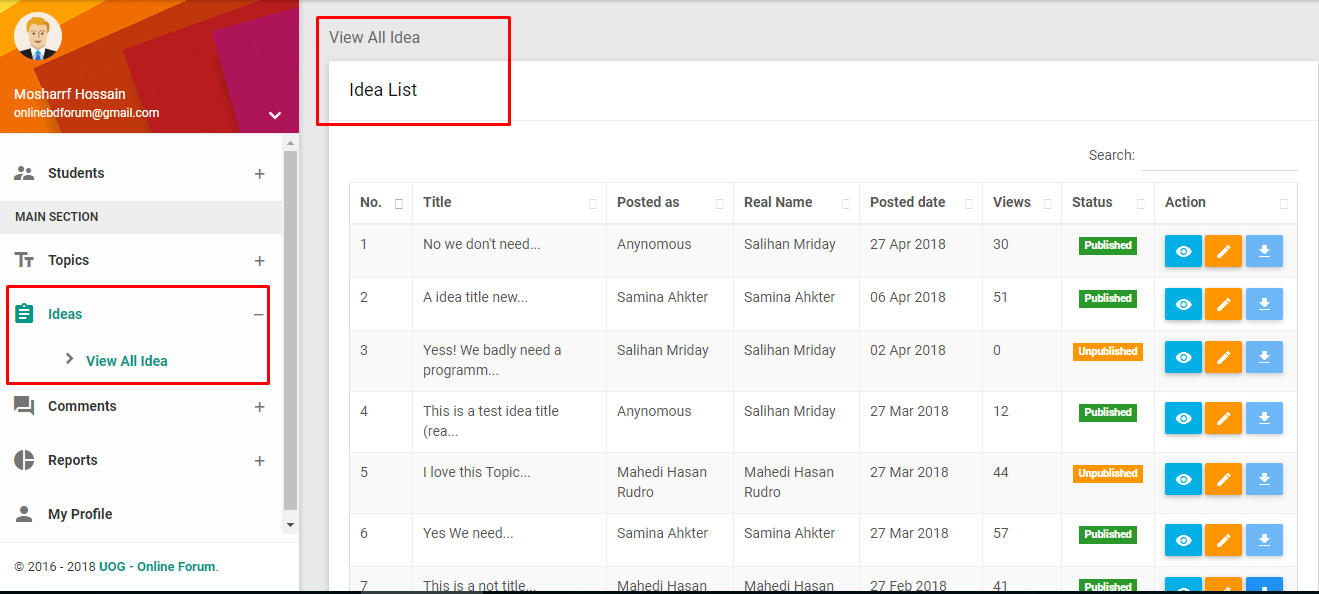 Mosharrf Hossain
onlinebdforum@gmail.com
Students
MAIN SECTION
Topics
Ideas
View All Idea
Comments
Reports
My Profile
© 2016 - 2018 UOG - Online Forum.
View All Idea
Idea List
Search:
No. Title Posted as Real Name Posted date Views Status Action
1 No we don't need... Anynomous Salihan Mriday 27 Apr 2018 30 Published
2 A idea title new... Samina Ahkter Samina Ahkter 06 Apr 2018 51 Published
3 Yess! We badly need a Salihan Mriday Salihan Mriday 02 Apr 2018 0 Unpublished
programm...
4 This is a test idea title Anynomous Salihan Mriday 27 Mar 2018 12 Published
(rea...
5 I love this Topic... Mahedi Hasan Mahedi Hasan 27 Mar 2018 44 Unpublished
Rudro Rudro
6 Yes We need... Samina Ahkter Samina Ahkter 27 Mar 2018 57 Published
7 This is a not title... Mahedi Hasan Mahedi Hasan 27 Feb 2018 41 Published